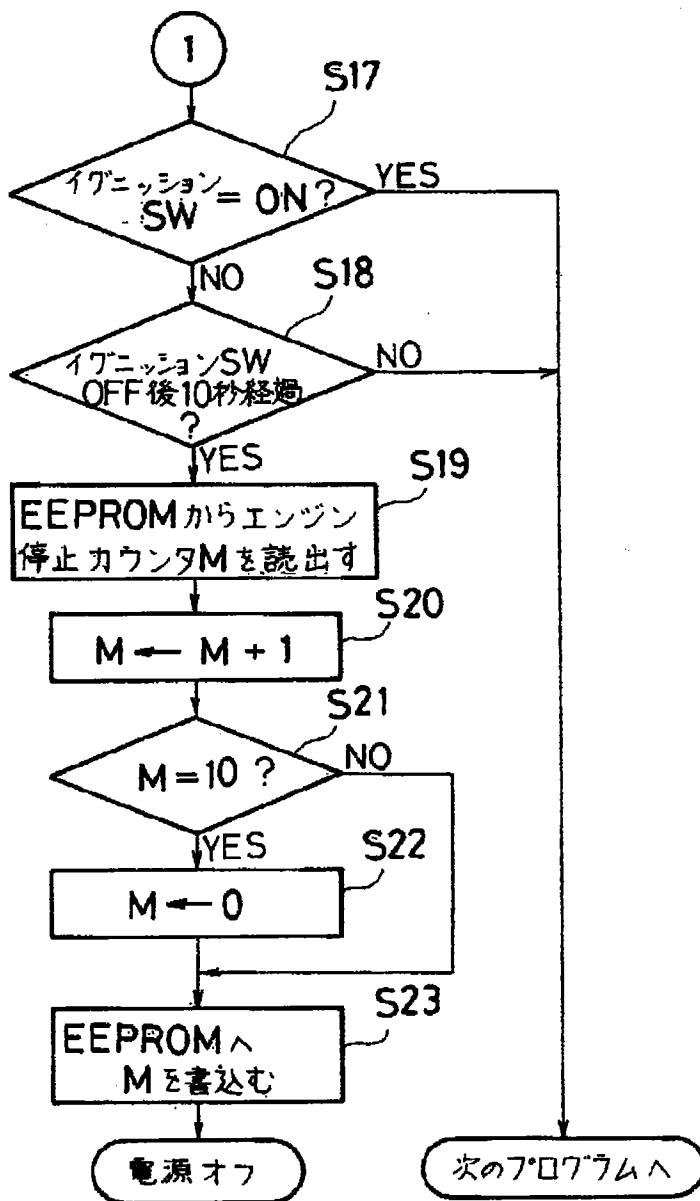 1
S17
イグニッション
SW = ON?
YES
NO
S18
イグニッションSW
OFF後10秒経過
?
NO
YES
S19
EEPROMからエンジン
停止カウンタMを読出す
S20
M ← M + 1
S21
M=10 ?
NO
YES
S22
M ← 0
S23
EEPROMへ
Mを書込む
電源オフ
次のプログラムへ